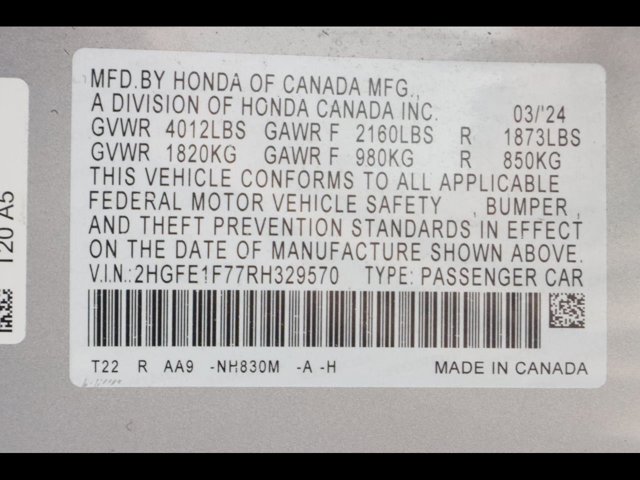 MFD.BY HONDA OF CANADA MFG.,
A DIVISION OF HONDA CANADA INC. 03/'24
GVWR 4012LBS GAWR F 2160LBS R 1873LBS
GVWR 1820KG GAWR F 980KG R 850KG
THIS VEHICLE CONFORMS TO ALL APPLICABLE
FEDERAL MOTOR VEHICLE SAFETY , BUMPER ,
AND THEFT PREVENTION STANDARDS IN EFFECT
ON THE DATE OF MANUFACTURE SHOWN ABOVE.
V.I.N.:2HGFE1F77RH329570 TYPE: PASSENGER CAR
T22 R AA9 -NH830M -A -H MADE IN CANADA
T20 A5